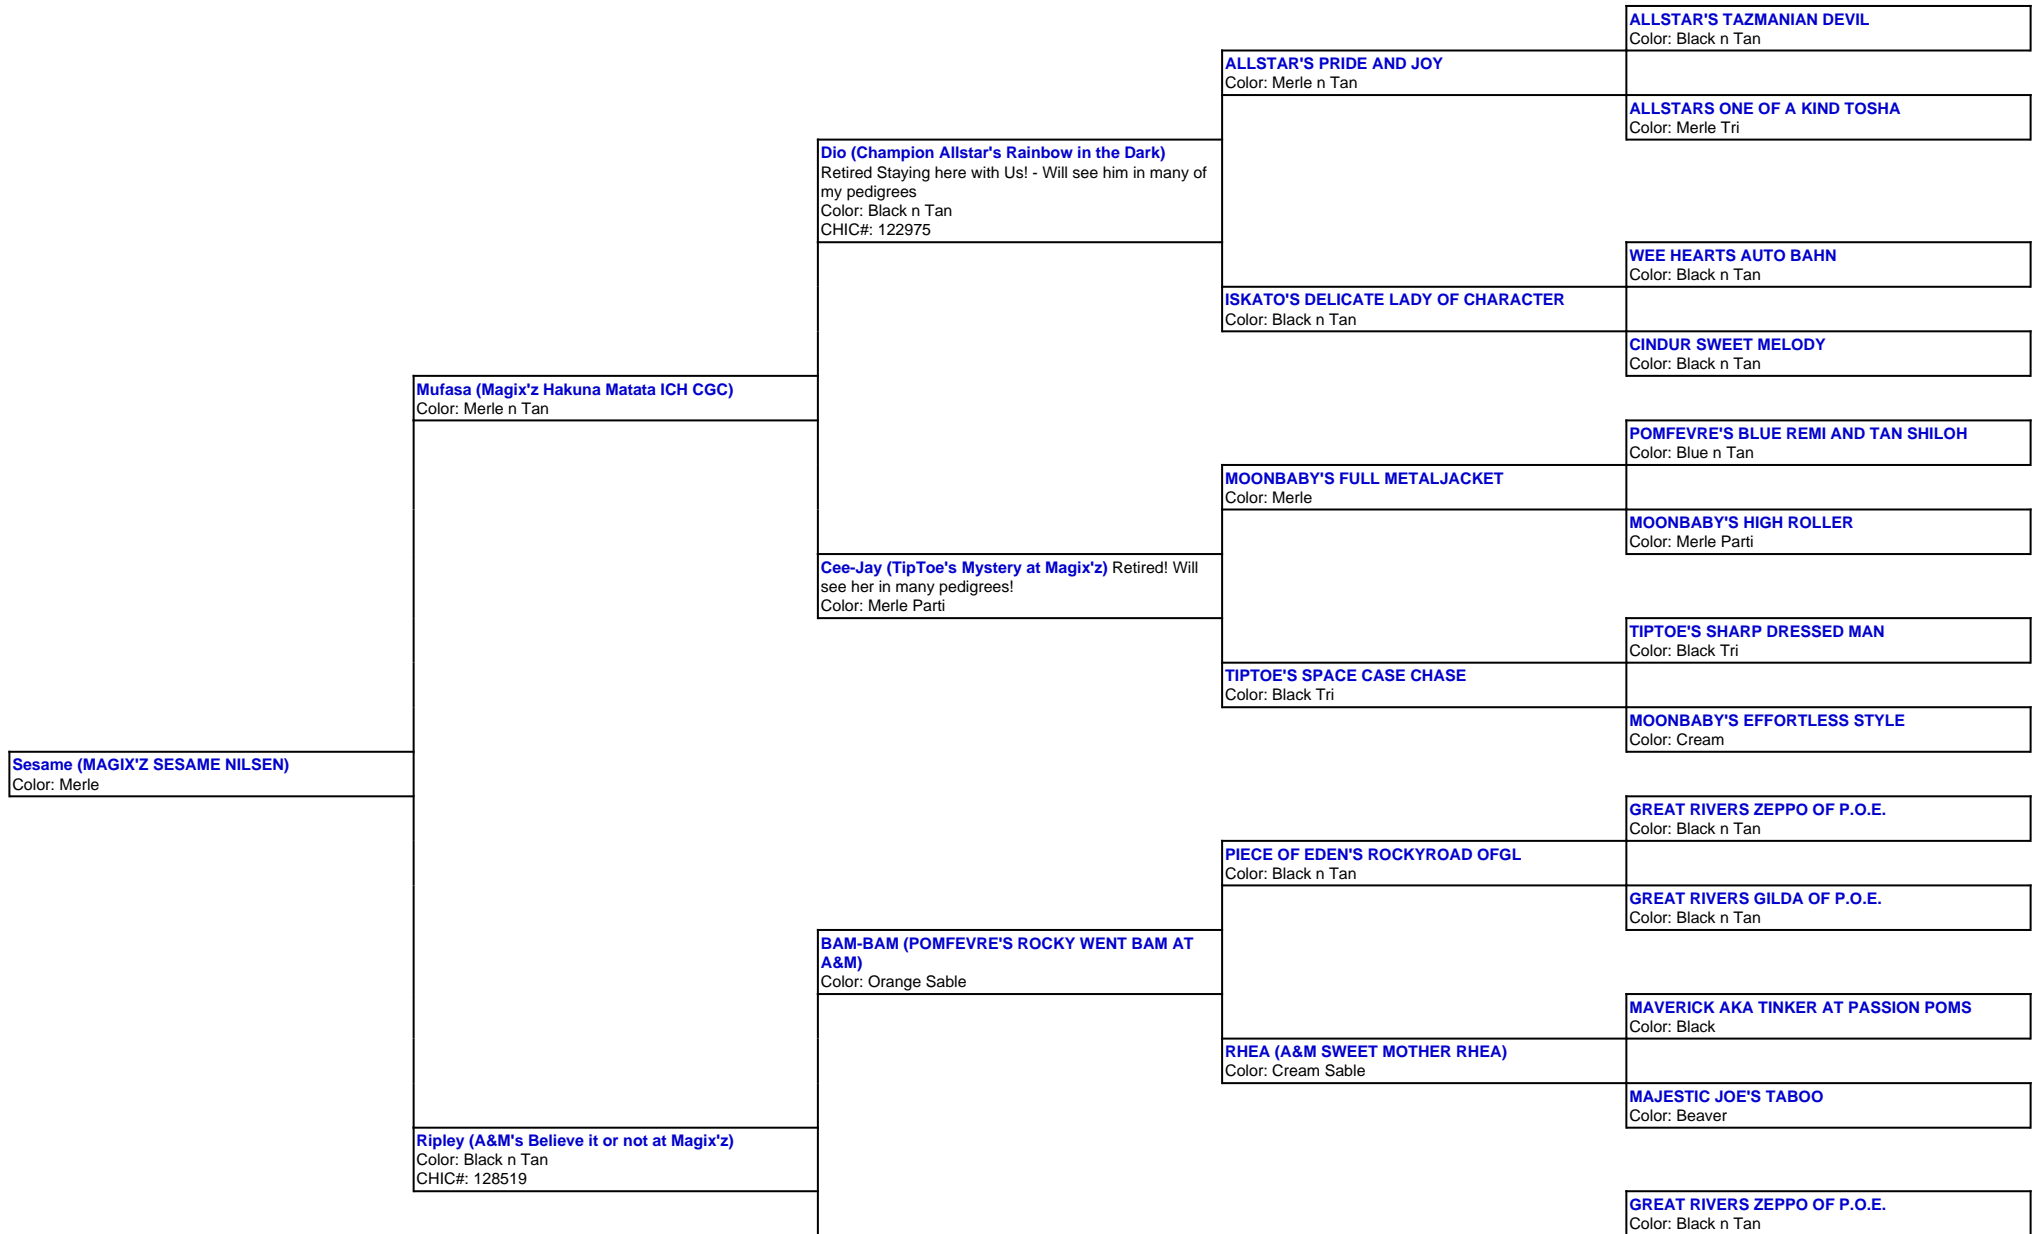 ALLSTAR'S TAZMANIAN DEVIL
Color: Black n Tan
ALLSTAR'S PRIDE AND JOY
Color: Merle n Tan
ALLSTARS ONE OF A KIND TOSHA
Color: Merle Tri
Dio (Champion Allstar's Rainbow in the Dark)
Retired Staying here with Us! - Will see him in many of
my pedigrees
Color: Black n Tan
CHIC#: 122975
WEE HEARTS AUTO BAHN
Color: Black n Tan
ISKATO'S DELICATE LADY OF CHARACTER
Color: Black n Tan
CINDUR SWEET MELODY
Color: Black n Tan
Mufasa (Magix'z Hakuna Matata ICH CGC)
Color: Merle n Tan
POMFEVRE'S BLUE REMI AND TAN SHILOH
Color: Blue n Tan
MOONBABY'S FULL METALJACKET
Color: Merle
MOONBABY'S HIGH ROLLER
Color: Merle Parti
Cee-Jay (TipToe's Mystery at Magix'z) Retired! Will
see her in many pedigrees!
Color: Merle Parti
TIPTOE'S SHARP DRESSED MAN
Color: Black Tri
TIPTOE'S SPACE CASE CHASE
Color: Black Tri
MOONBABY'S EFFORTLESS STYLE
Color: Cream
Sesame (MAGIX'Z SESAME NILSEN)
Color: Merle
GREAT RIVERS ZEPPO OF P.O.E.
Color: Black n Tan
PIECE OF EDEN'S ROCKYROAD OFGL
Color: Black n Tan
GREAT RIVERS GILDA OF P.O.E.
Color: Black n Tan
BAM-BAM (POMFEVRE'S ROCKY WENT BAM AT
A&M)
Color: Orange Sable
MAVERICK AKA TINKER AT PASSION POMS
Color: Black
RHEA (A&M SWEET MOTHER RHEA)
Color: Cream Sable
MAJESTIC JOE'S TABOO
Color: Beaver
Ripley (A&M's Believe it or not at Magix'z)
Color: Black n Tan
CHIC#: 128519
GREAT RIVERS ZEPPO OF P.O.E.
Color: Black n Tan